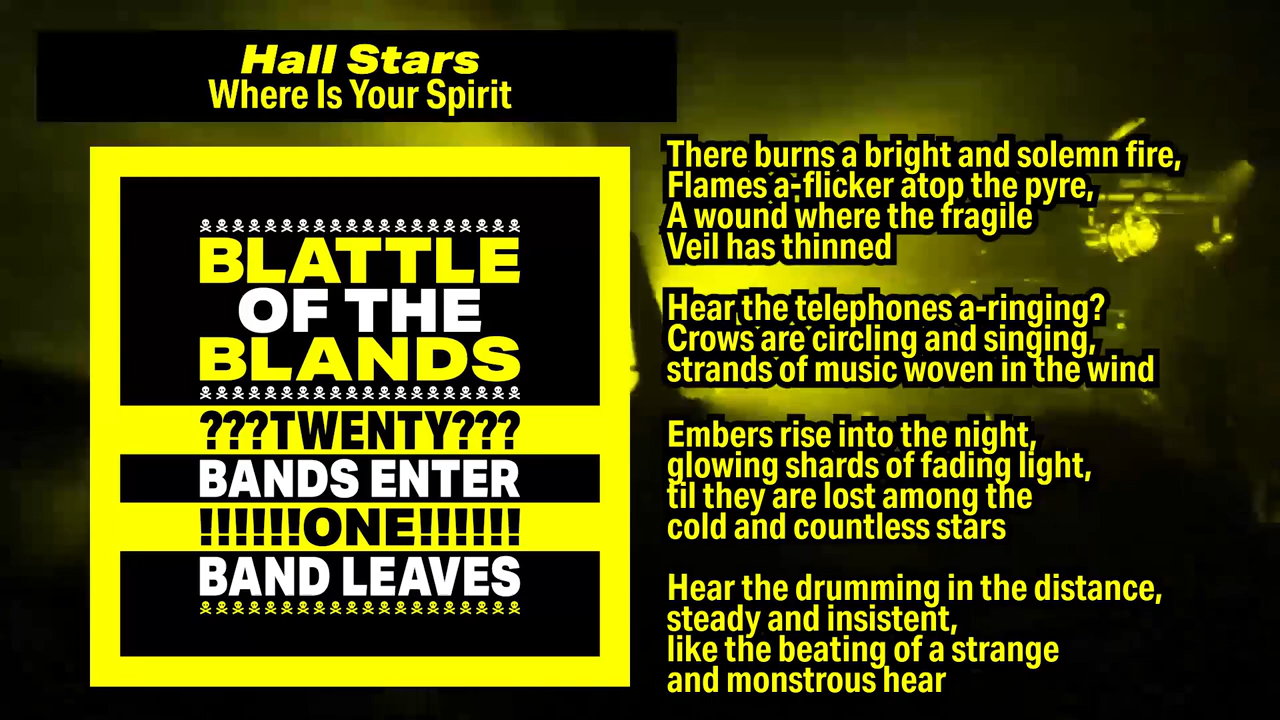 Hall Stars
Where Is Your Spirit
BLATTLE
OF THE
BLANDS
???TWENTY???
BANDS ENTER
!!!!!!ONE!!!!!!
BAND LEAVES
There burns a bright and solemn fire,
Flames a-flicker atop the pyre,
A wound where the fragile
Veil has thinned
Hear the telephones a-ringing?
Crows are circling and singing,
strands of music woven in the wind
Embers rise into the night,
glowing shards of fading light,
til they are lost among the
cold and countless stars
Hear the drumming in the distance,
steady and insistent,
like the beating of a strange
and monstrous hear